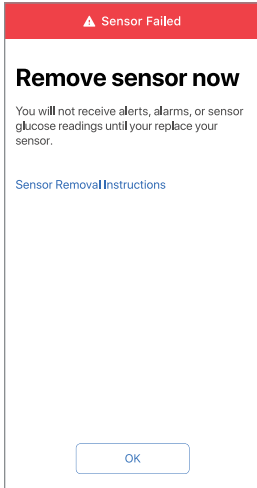 Sensor Failed
Remove sensor now
You will not receive alerts, alarms, or sensor
glucose readings until your replace your
sensor.
Sensor Removal Instructions
OK